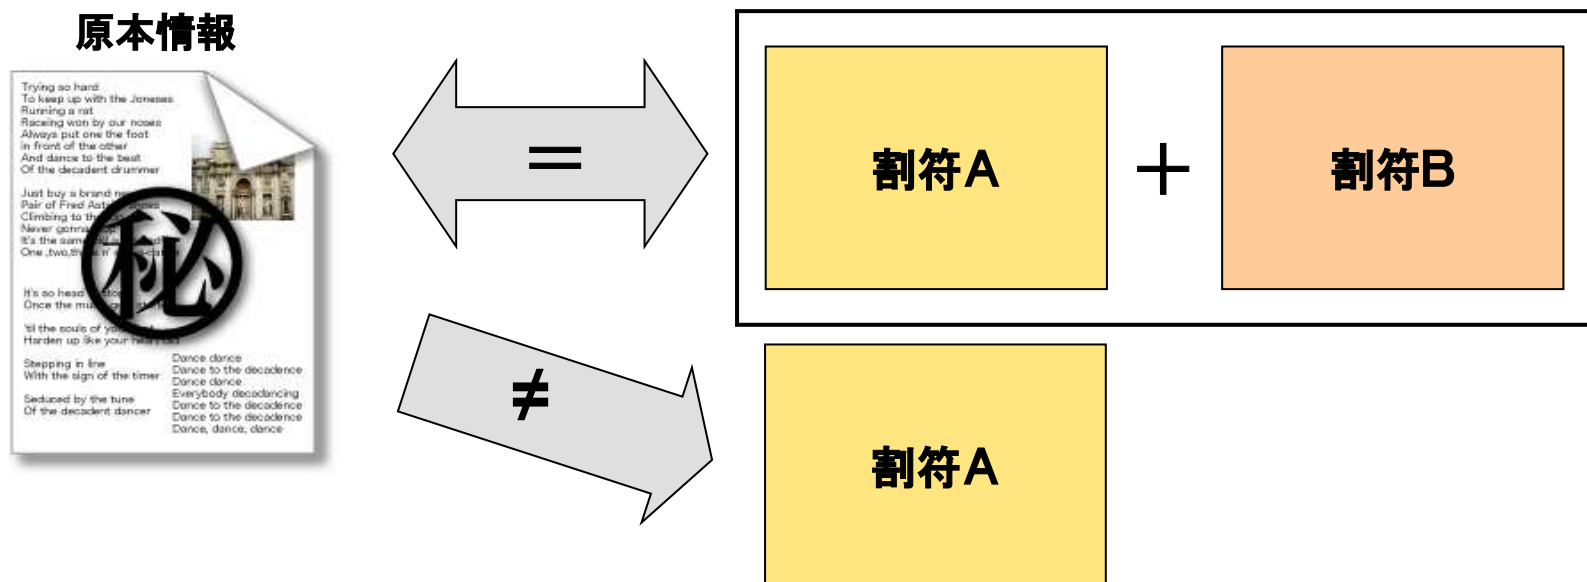 原本情報
Trying so hard
To keep up with the Joneses
Running a rat
Raceing won by our noses
Always put one the foot
in front of the other
And dance to the beat
Of the decadent drummer
Just buy a brand
Pair of Fred
Climbing to the
Never gonna
It's the same
One ,two,
秘
It's so head
Once the
'til the souls of
Harden up like your
Stepping in line
With the sign of the timer
Seduced by the tune
Of the decadent dancer
Dance dance
Dance to the decadence
Dance dance
Everybody decadancing
Dance to the decadence
Dance to the decadence
Dance, dance, dance
=
割符A
+
割符B
≠
割符A